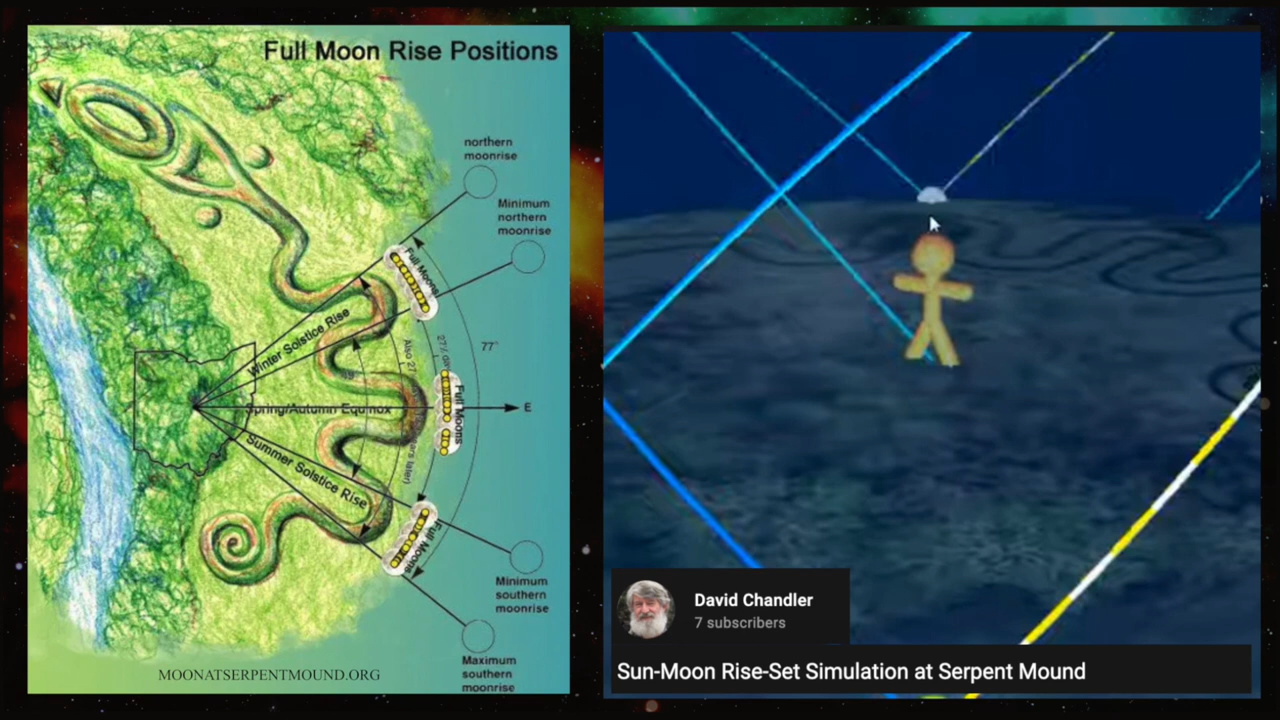 Full Moon Rise Positions
northern
moonrise
Minimum
northern
moonrise
Full Moons
Winter Solstice Rise
77°
Spring/Autumn Equinox
E
Full Moons
Summer Solstice Rise
Full Moons
Minimum
southern
moonrise
Maximum
southern
moonrise
MOONATSERPENTMOUND.ORG
David Chandler
7 subscribers
Sun-Moon Rise-Set Simulation at Serpent Mound